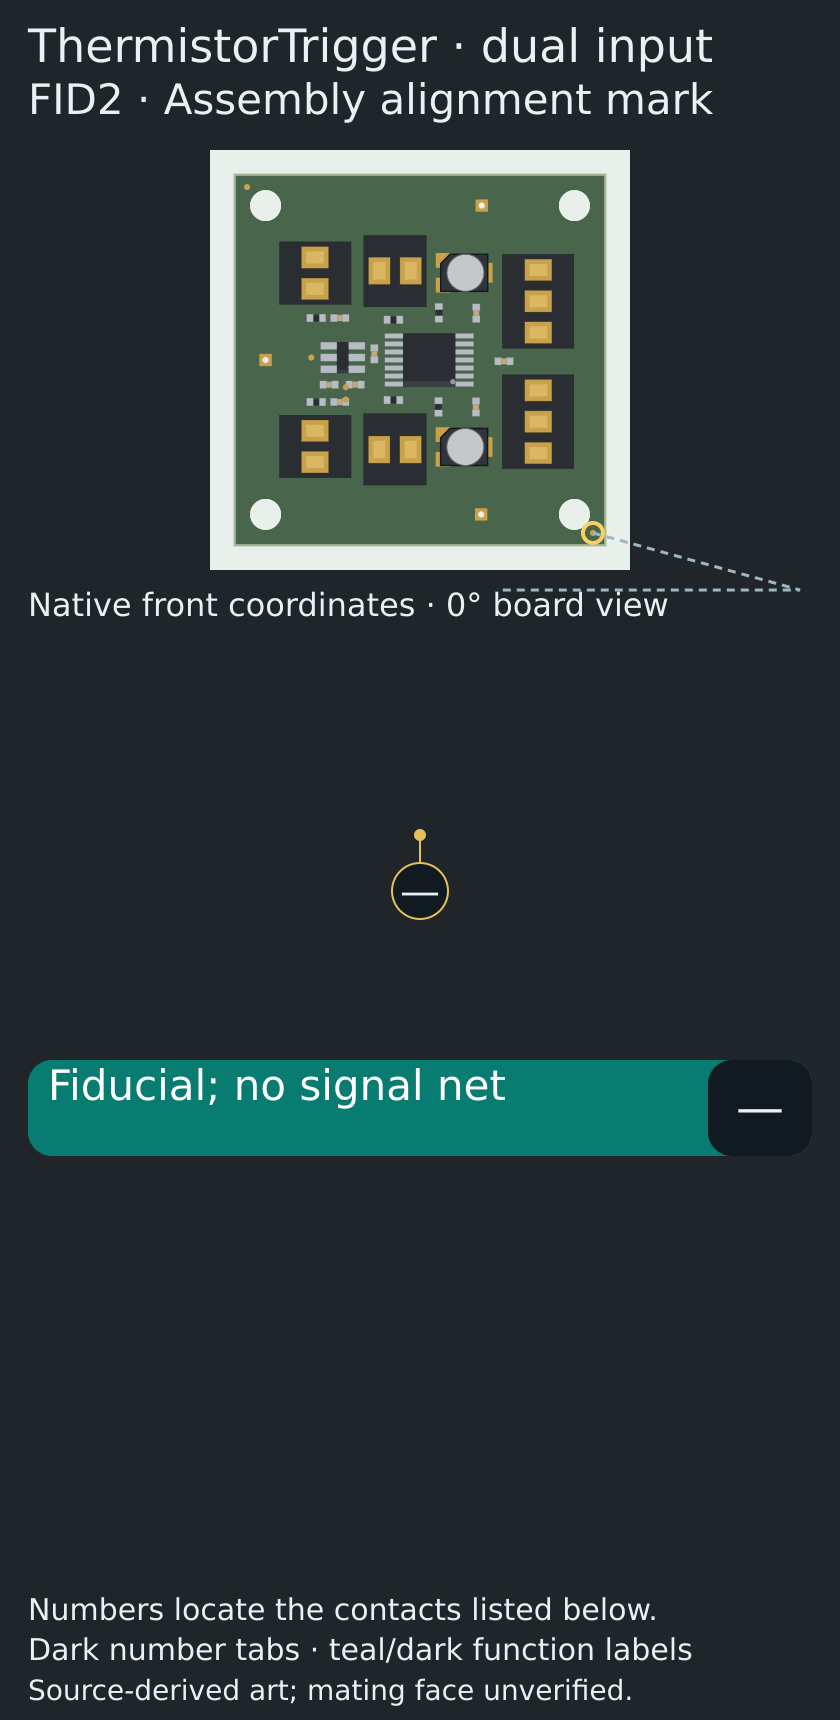 ThermistorTrigger · dual input
FID2 · Assembly alignment mark
Native front coordinates · 0° board view
—
Fiducial; no signal net
—
Numbers locate the contacts listed below.
Dark number tabs · teal/dark function labels
Source-derived art; mating face unverified.